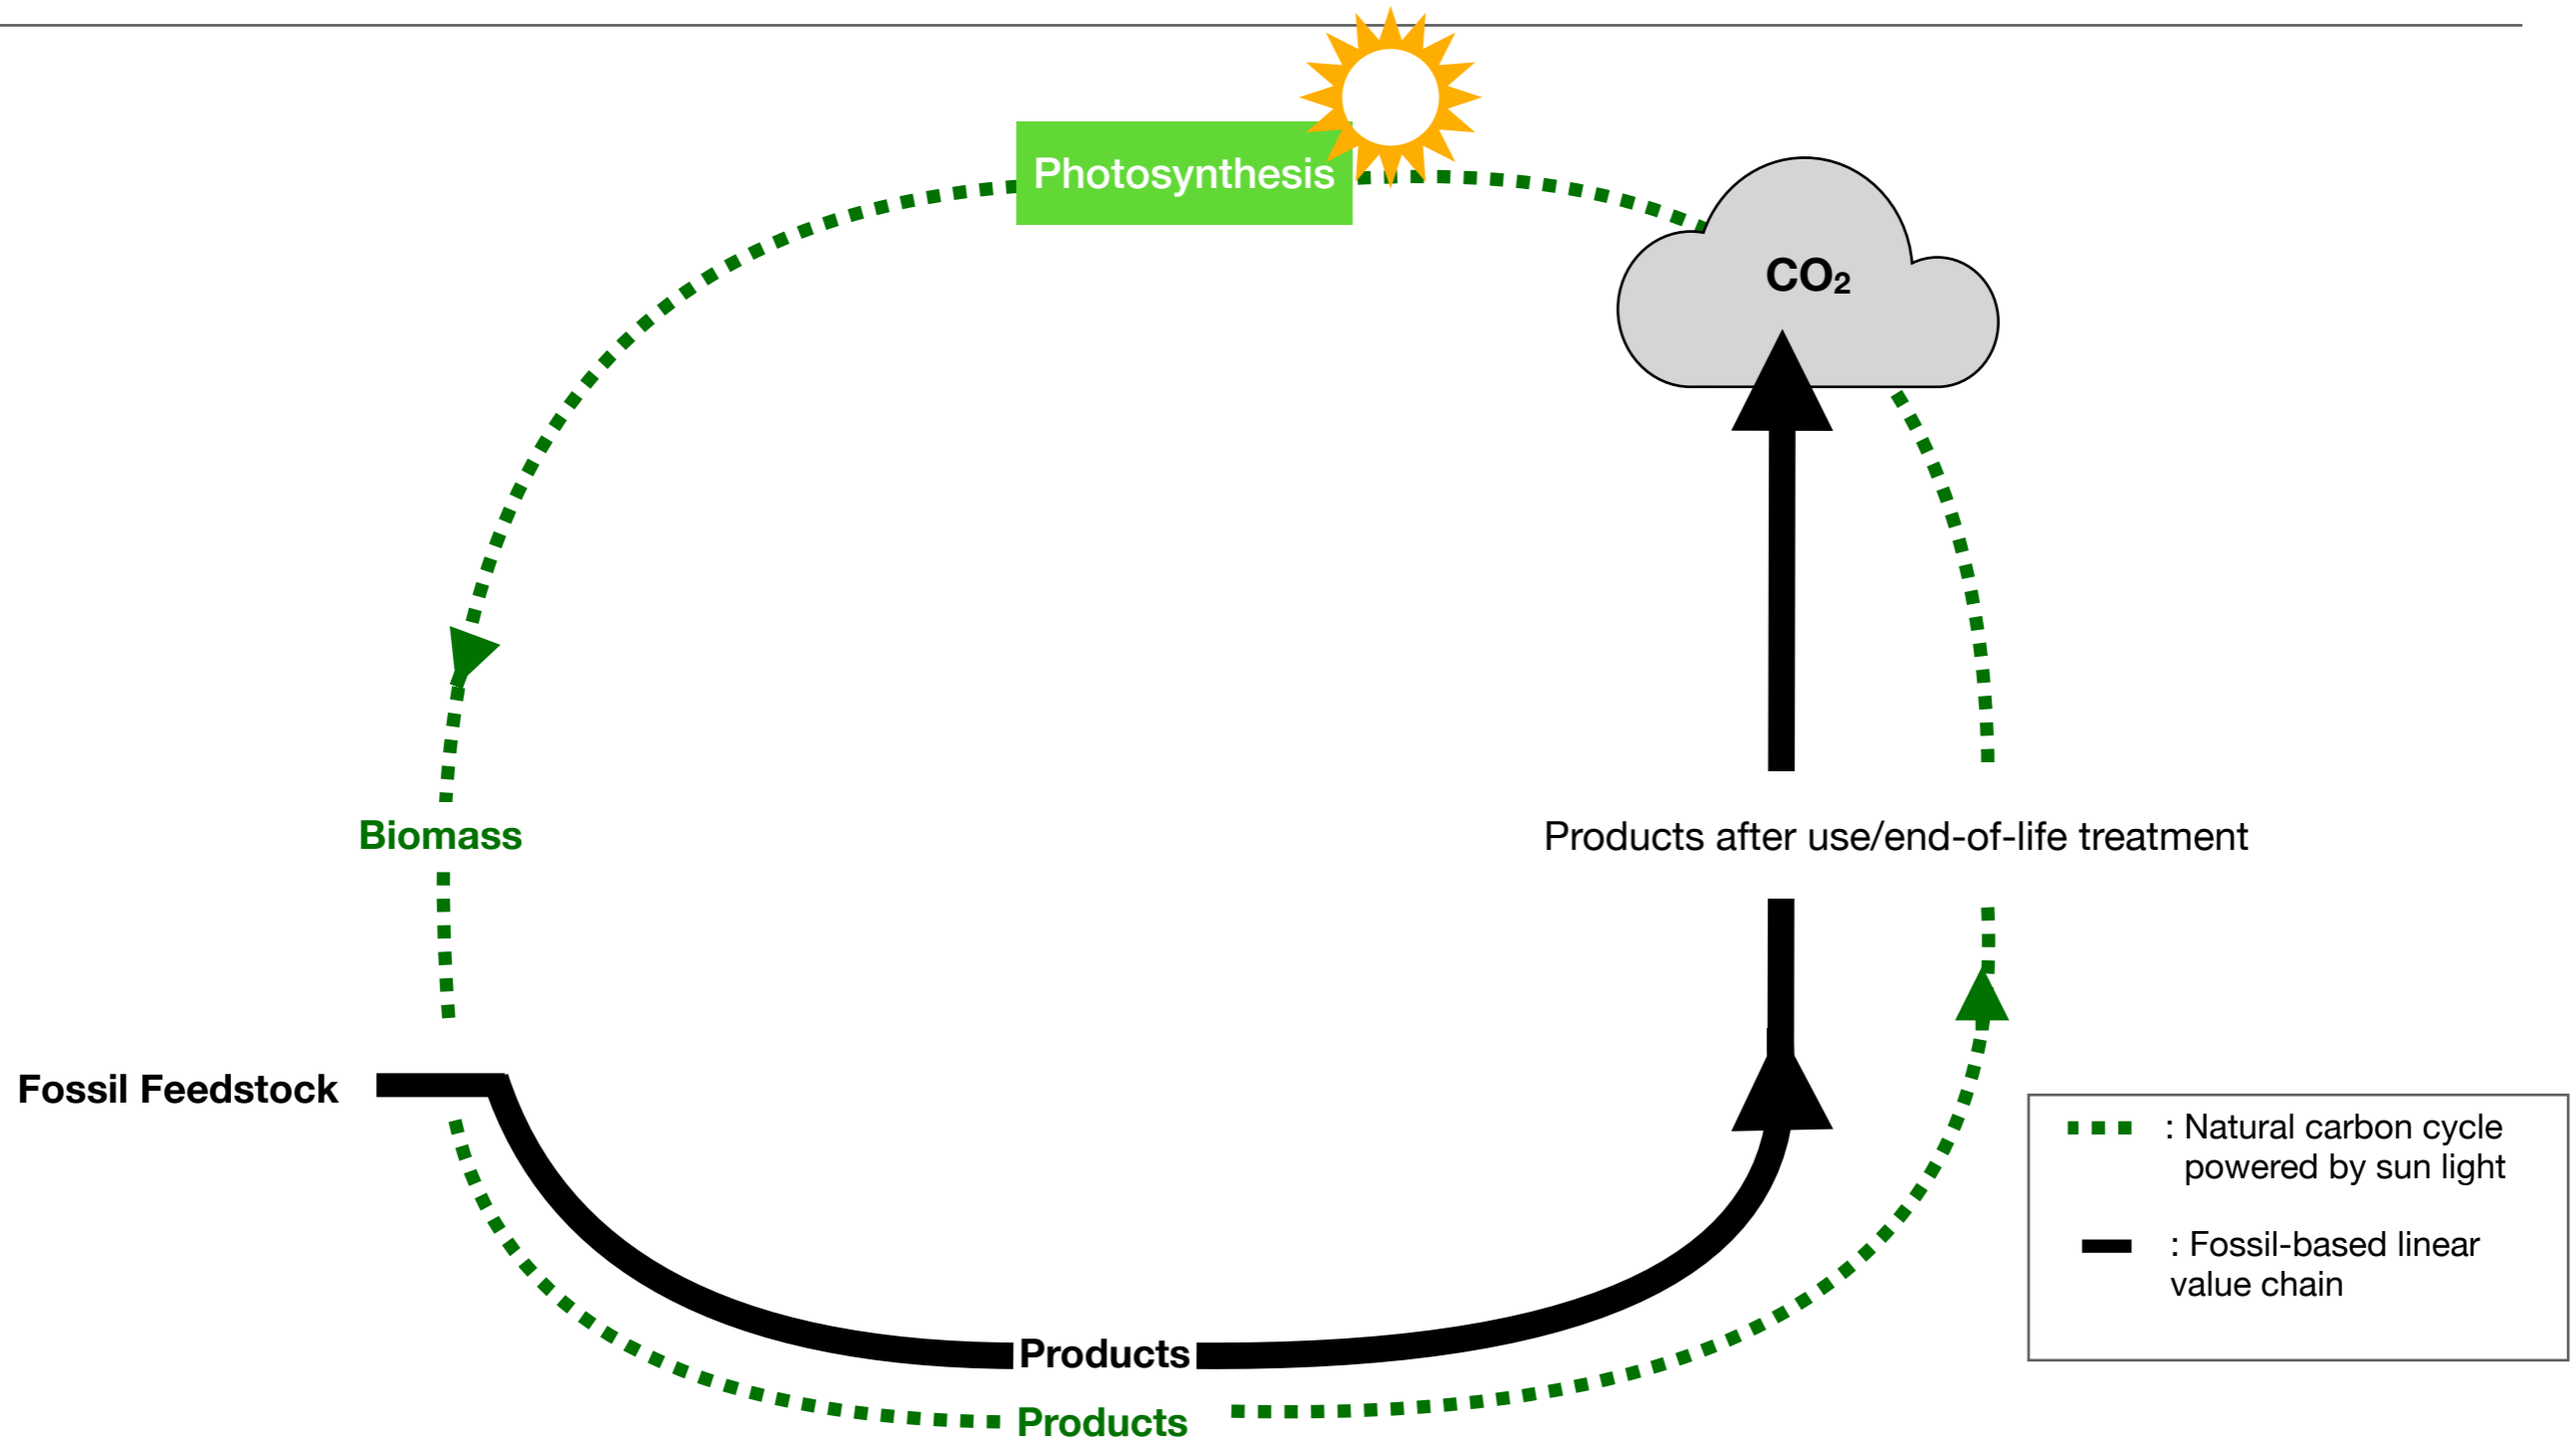 Photosynthesis
CO₂
Biomass
Products after use/end-of-life treatment
Fossil Feedstock
: Natural carbon cycle
powered by sun light
: Fossil-based linear
value chain
Products
Products